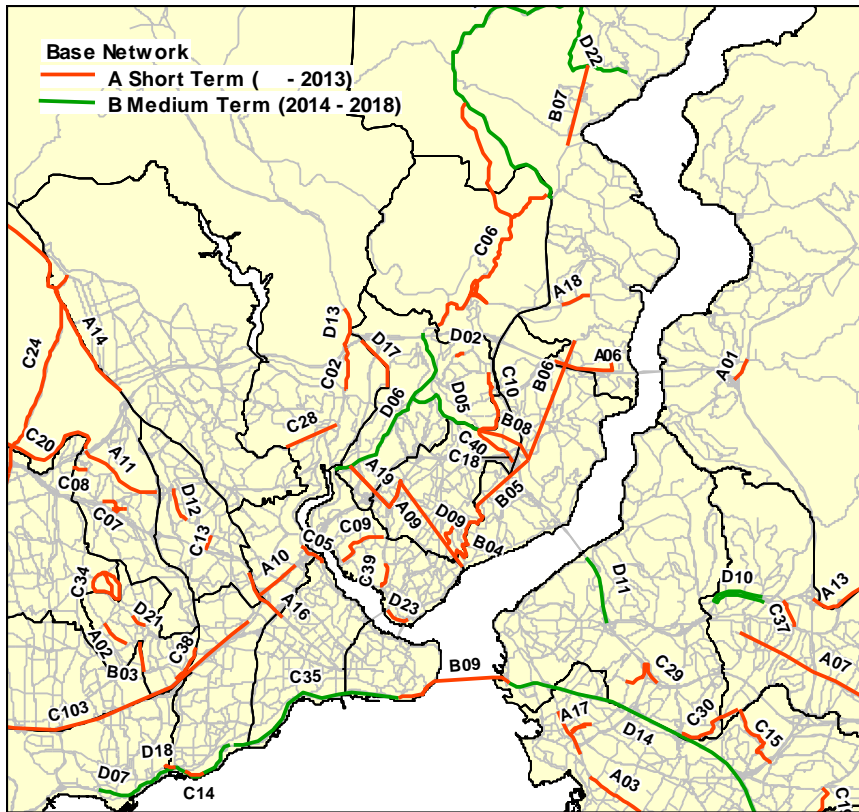 Base Network
A Short Term ( - 2013)
B Medium Term (2014 - 2018)
D22
B07
C06
A18
D13
D17
D02
C02
C10
B06
A06
A01
C24
A14
D06
D05
B08
C28
C40
C18
C20
A11
C08
C07
D12
C13
A19
A09
D09
B05
B04
C09
C05
C39
A10
A16
D23
D11
D10
A13
C37
A07
C34
D21
A02
B03
C38
C103
C35
B09
C29
C30
C15
A17
D14
A03
D18
D07
C14